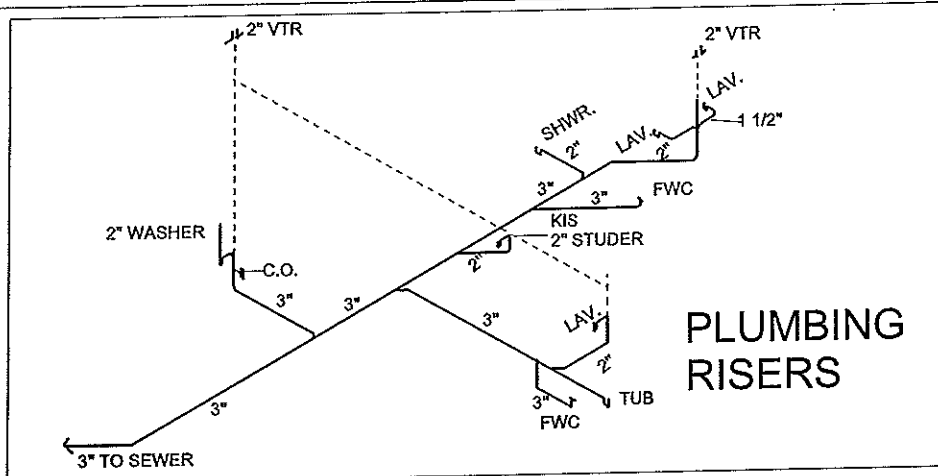 2" VTR
2" VTR
LAV.
1 1/2"
SHWR.
LAV.
2"
2"
3"
3"
FWC
KIS
2" STUDER
2"
2" WASHER
C.O.
3"
3"
3"
LAV.
2"
PLUMBING
RISERS
3"
TUB
3"
FWC
3" TO SEWER